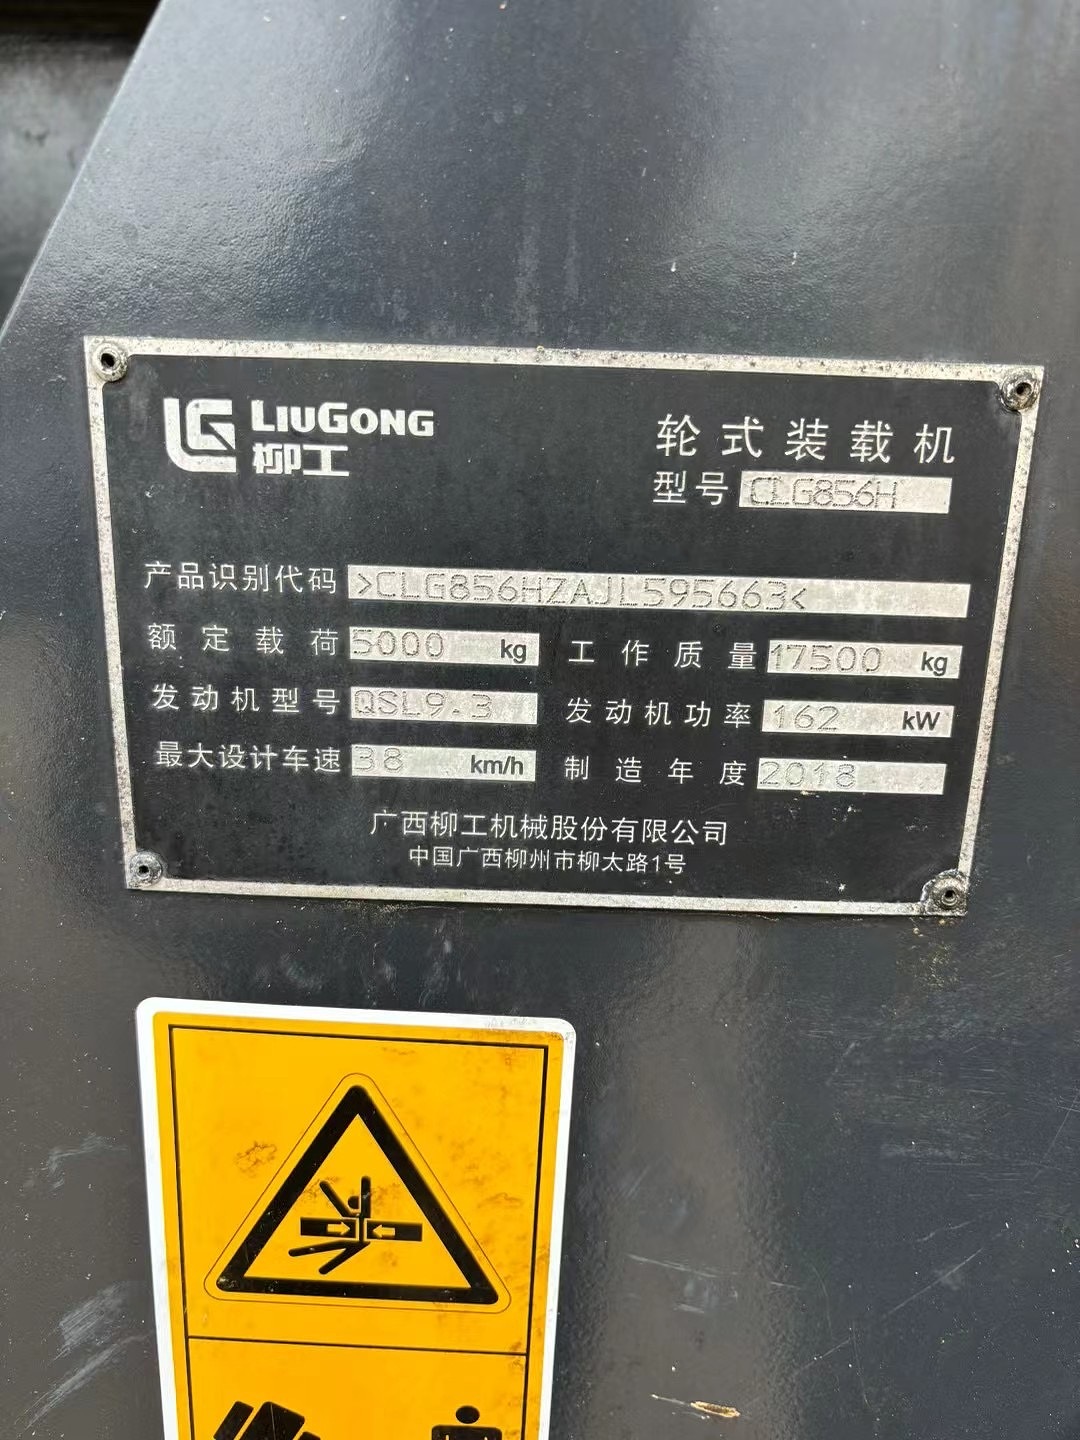 LIUGONG
柳工
轮式装载机
型号 CLG856H
产品识别代码 >CLG856HZAJL595663<
额定载荷 5000 kg 工作质量 17500 kg
发动机型号 QSL9.3 发动机功率 162 kW
最大设计车速 38 km/h 制造年度 2018
广西柳工机械股份有限公司
中国广西柳州市柳太路1号